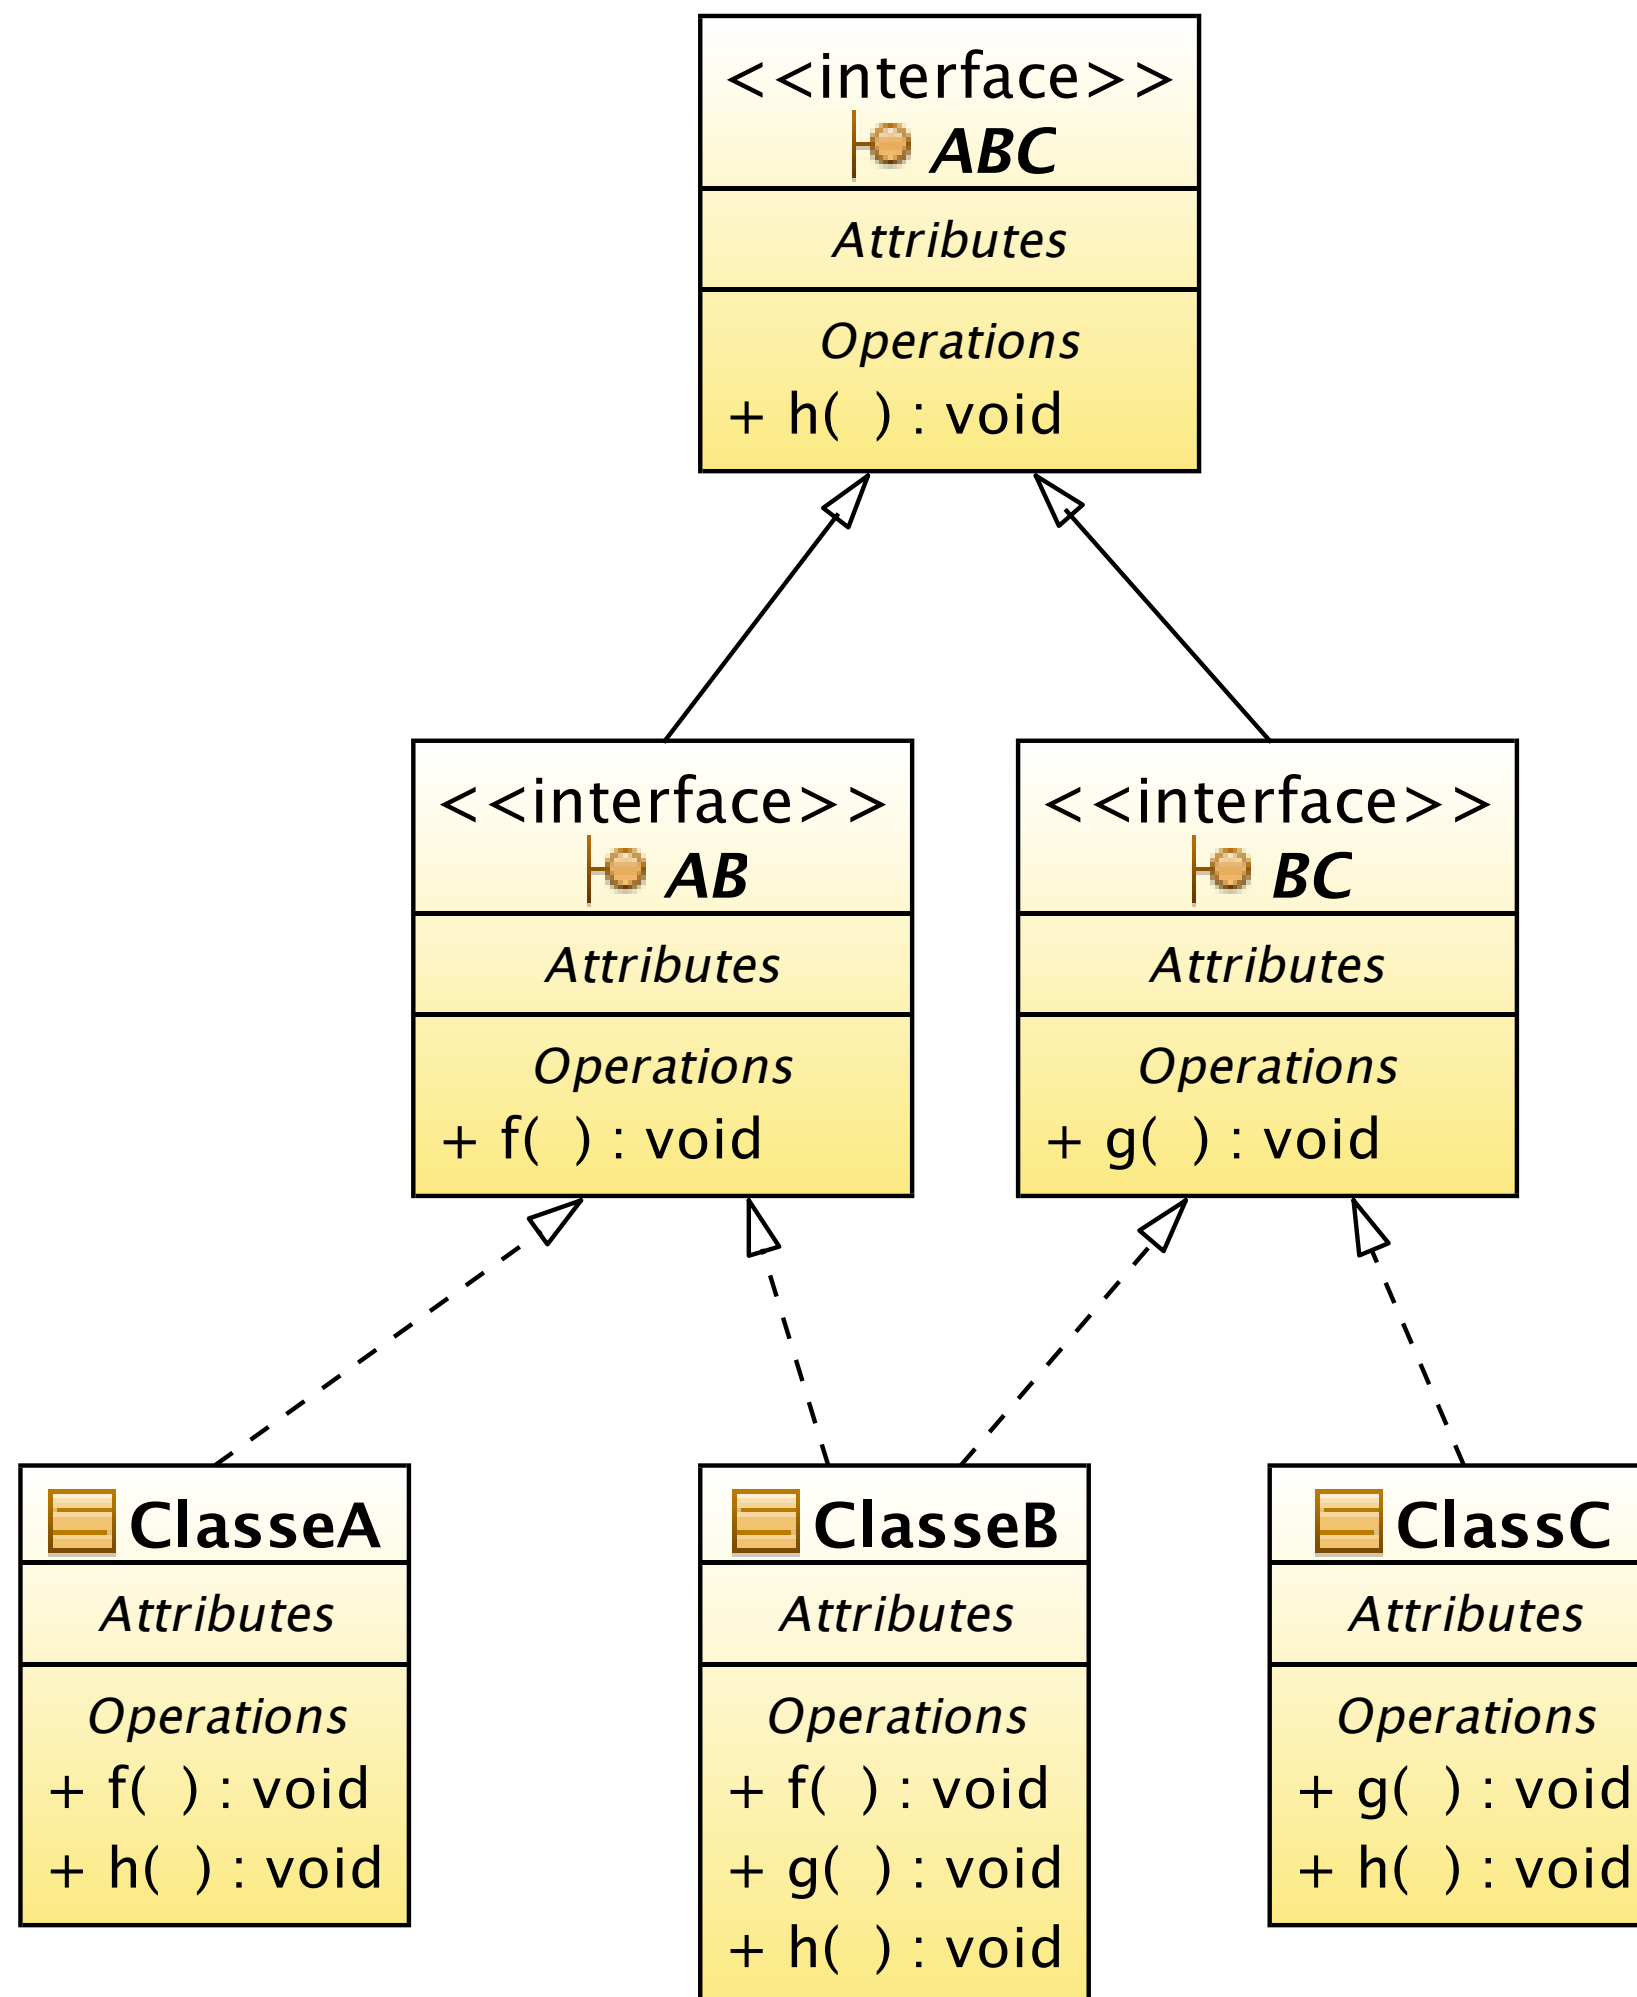 <<interface>>
ABC
Attributes
Operations
+ h( ) : void
<<interface>>
AB
Attributes
Operations
+ f( ) : void
<<interface>>
BC
Attributes
Operations
+ g( ) : void
ClasseA
Attributes
Operations
+ f( ) : void
+ h( ) : void
ClasseB
Attributes
Operations
+ f( ) : void
+ g( ) : void
+ h( ) : void
ClassC
Attributes
Operations
+ g( ) : void
+ h( ) : void